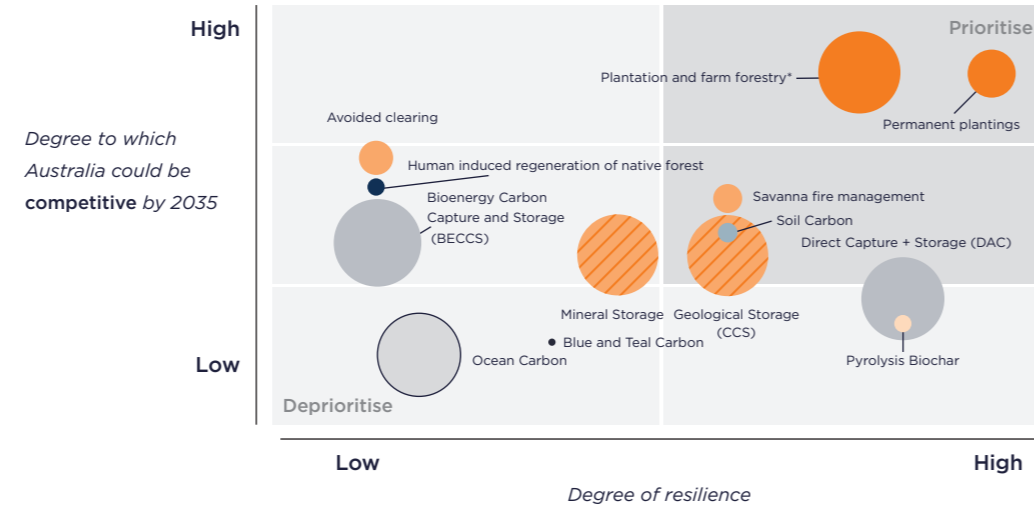 High
Prioritise
Degree to which
Australia could be
competitive by 2035
Plantation and farm forestry*
Permanent plantings
Avoided clearing
Human induced regeneration of native forest
Bioenergy Carbon
Capture and Storage
(BECCS)
Savanna fire management
Soil Carbon
Direct Capture + Storage (DAC)
Mineral Storage
Geological Storage
(CCS)
Blue and Teal Carbon
Ocean Carbon
Pyrolysis Biochar
Low
Deprioritise
Low
High
Degree of resilience